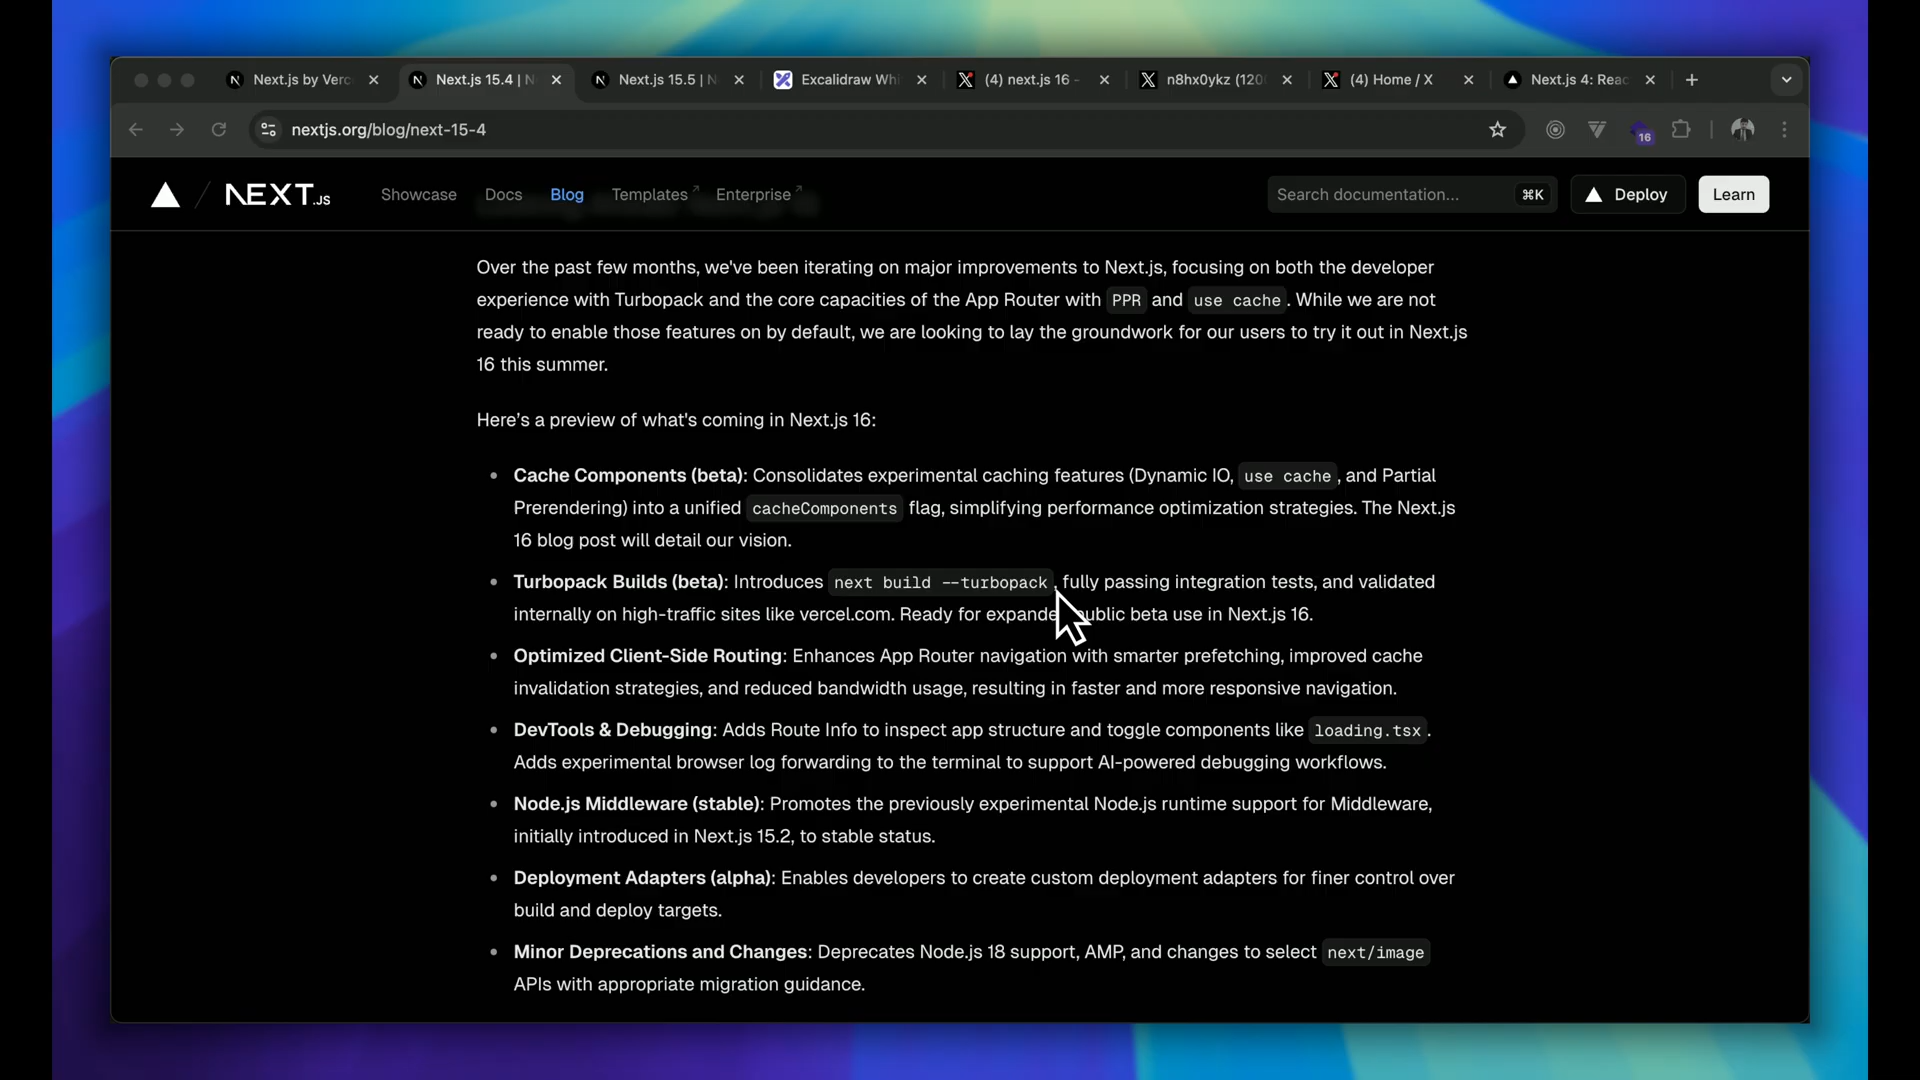 Next.js by Verc
Next.js 15.4 | N
Next.js 15.5 | N
Excalidraw Whi
(4) next.js 16 -
n8hx0ykz (120
(4) Home / X
Next.js 4: Reac
nextjs.org/blog/next-15-4
16
NEXT.JS
Showcase
Docs
Blog
Templates
Enterprise
Search documentation...
⌘K
Deploy
Learn
Over the past few months, we've been iterating on major improvements to Next.js, focusing on both the developer
experience with Turbopack and the core capacities of the App Router with PPR and use cache. While we are not
ready to enable those features on by default, we are looking to lay the groundwork for our users to try it out in Next.js
16 this summer.
Here's a preview of what's coming in Next.js 16:
• Cache Components (beta): Consolidates experimental caching features (Dynamic IO, use cache, and Partial
Prerendering) into a unified cacheComponents flag, simplifying performance optimization strategies. The Next.js
16 blog post will detail our vision.
• Turbopack Builds (beta): Introduces next build --turbopack, fully passing integration tests, and validated
internally on high-traffic sites like vercel.com. Ready for expanded public beta use in Next.js 16.
• Optimized Client-Side Routing: Enhances App Router navigation with smarter prefetching, improved cache
invalidation strategies, and reduced bandwidth usage, resulting in faster and more responsive navigation.
• DevTools & Debugging: Adds Route Info to inspect app structure and toggle components like loading.tsx.
Adds experimental browser log forwarding to the terminal to support AI-powered debugging workflows.
• Node.js Middleware (stable): Promotes the previously experimental Node.js runtime support for Middleware,
initially introduced in Next.js 15.2, to stable status.
• Deployment Adapters (alpha): Enables developers to create custom deployment adapters for finer control over
build and deploy targets.
• Minor Deprecations and Changes: Deprecates Node.js 18 support, AMP, and changes to select next/image
APIs with appropriate migration guidance.